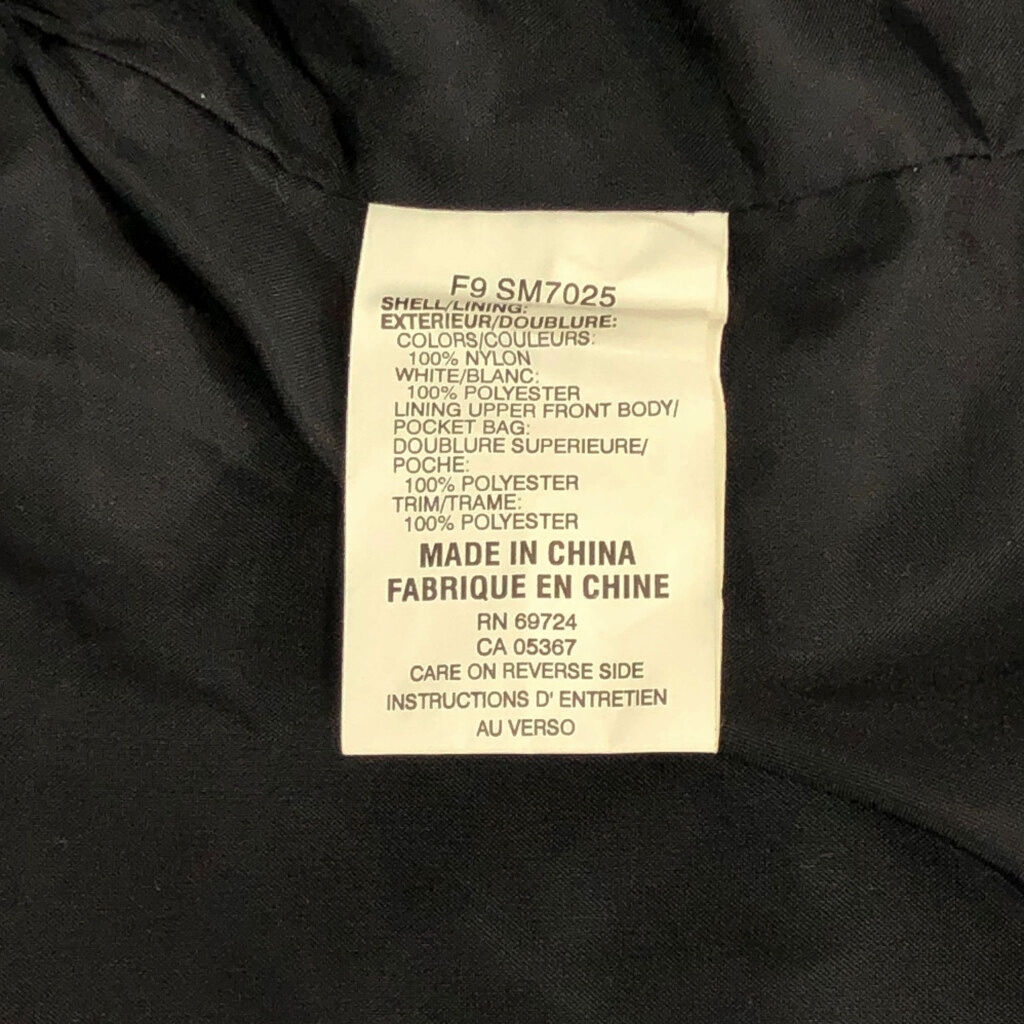 F9 SM7025
SHELL/LINING:
EXTERIEUR/DOUBLURE:
COLORS/COULEURS:
100% NYLON
WHITE/BLANC:
100% POLYESTER
LINING UPPER FRONT BODY/
POCKET BAG:
DOUBLURE SUPERIEURE/
POCHE:
100% POLYESTER
TRIM/TRAME:
100% POLYESTER
MADE IN CHINA
FABRIQUE EN CHINE
RN 69724
CA 05367
CARE ON REVERSE SIDE
INSTRUCTIONS D' ENTRETIEN
AU VERSO